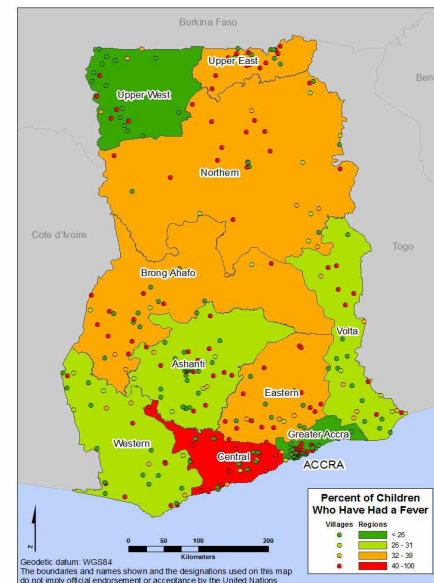 Burkina Faso
Upper East
Ben
Upper West
Northern
Cote d'Ivoire
Togo
Brong Ahafo
Volta
Ashanti
Eastern
Greater Accra
Western
Central
ACCRA
Percent of Children
Who Have Had a Fever
Villages Regions
< 26
26 - 31
32 - 39
40 -100
0 50 100 200
Kilometers
Geodetic datum: WGS84
The boundaries and names shown and the designations used on this map
do not imply official endorsement or acceptance by the United Nations